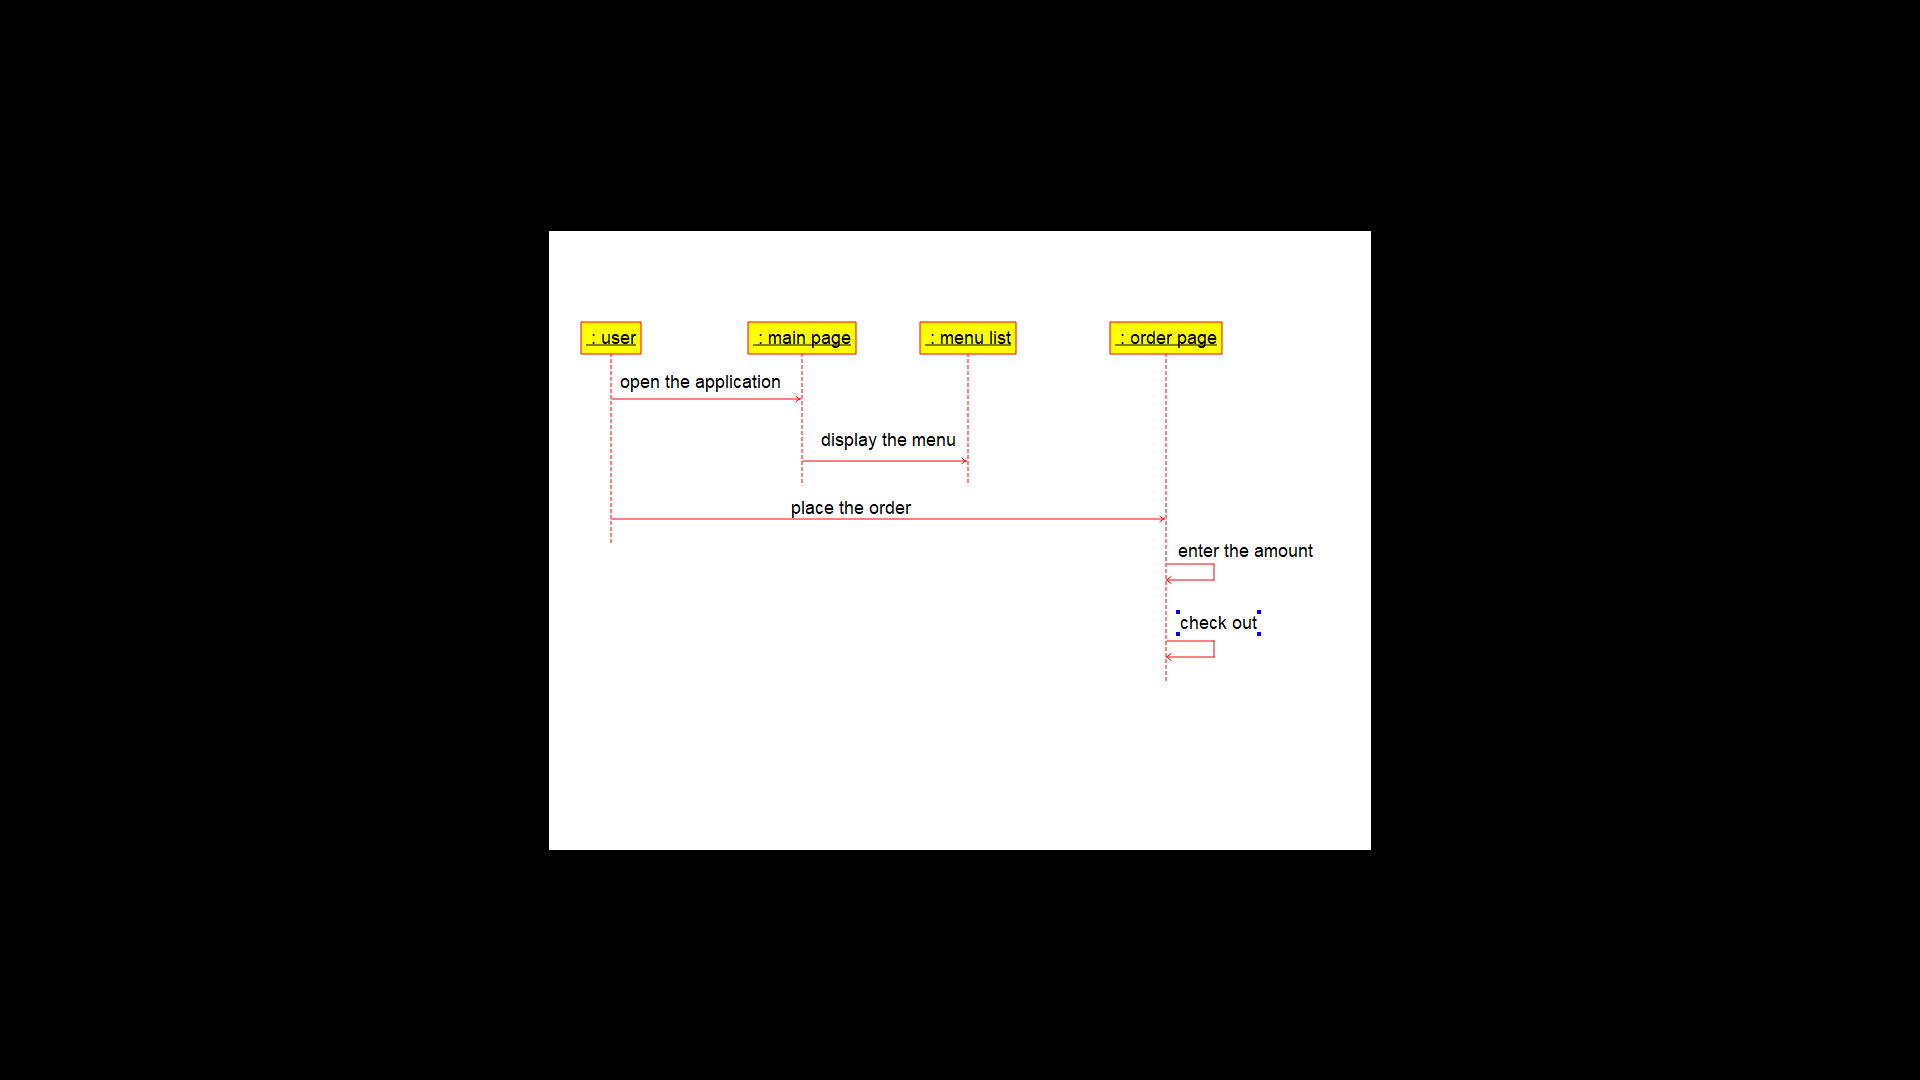 : user
: main page
: menu list
: order page
open the application
display the menu
place the order
enter the amount
check out